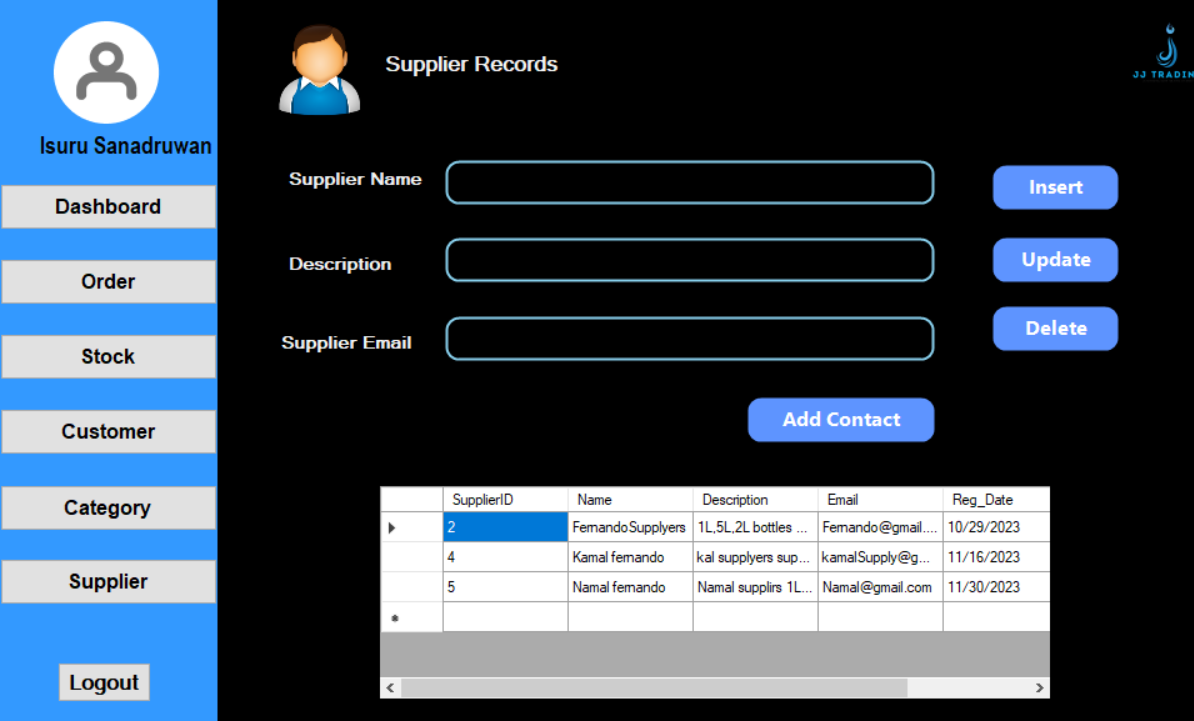 Isuru Sanadruwan
Dashboard
Order
Stock
Customer
Category
Supplier
Logout
Supplier Records
JJ TRADIN
Supplier Name
Insert
Description
Update
Supplier Email
Delete
Add Contact
SupplierID Name Description Email Reg_Date
2 FernandoSupplyers 1L,5L,2L bottles ... Fernando@gmail.... 10/29/2023
4 Kamal fernando kal supplyers sup... kamalSupply@g... 11/16/2023
5 Namal fernando Namal supplirs 1L... Namal@gmail.com 11/30/2023